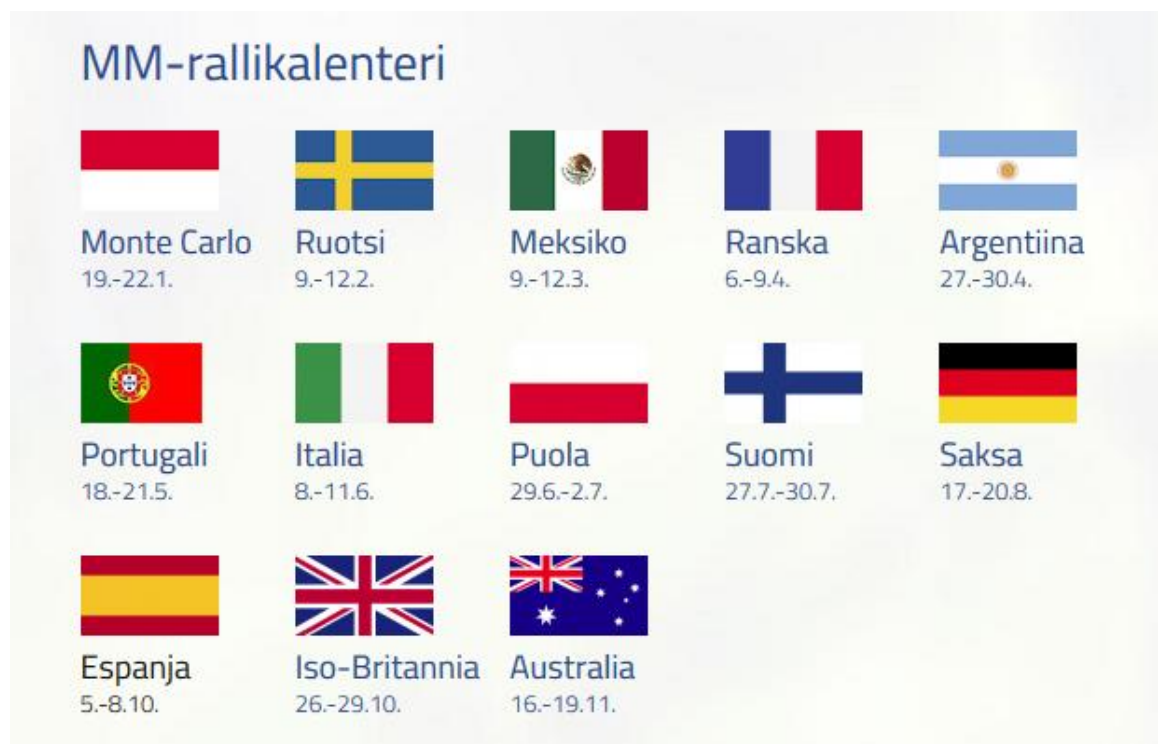 MM-rallikalenteri
Monte Carlo
19.-22.1.
Ruotsi
9.-12.2.
Meksiko
9.-12.3.
Ranska
6.-9.4.
Argentiina
27.-30.4.
Portugali
18.-21.5.
Italia
8.-11.6.
Puola
29.6.-2.7.
Suomi
27.7.-30.7.
Saksa
17.-20.8.
Espanja
5.-8.10.
Iso-Britannia
26.-29.10.
Australia
16.-19.11.